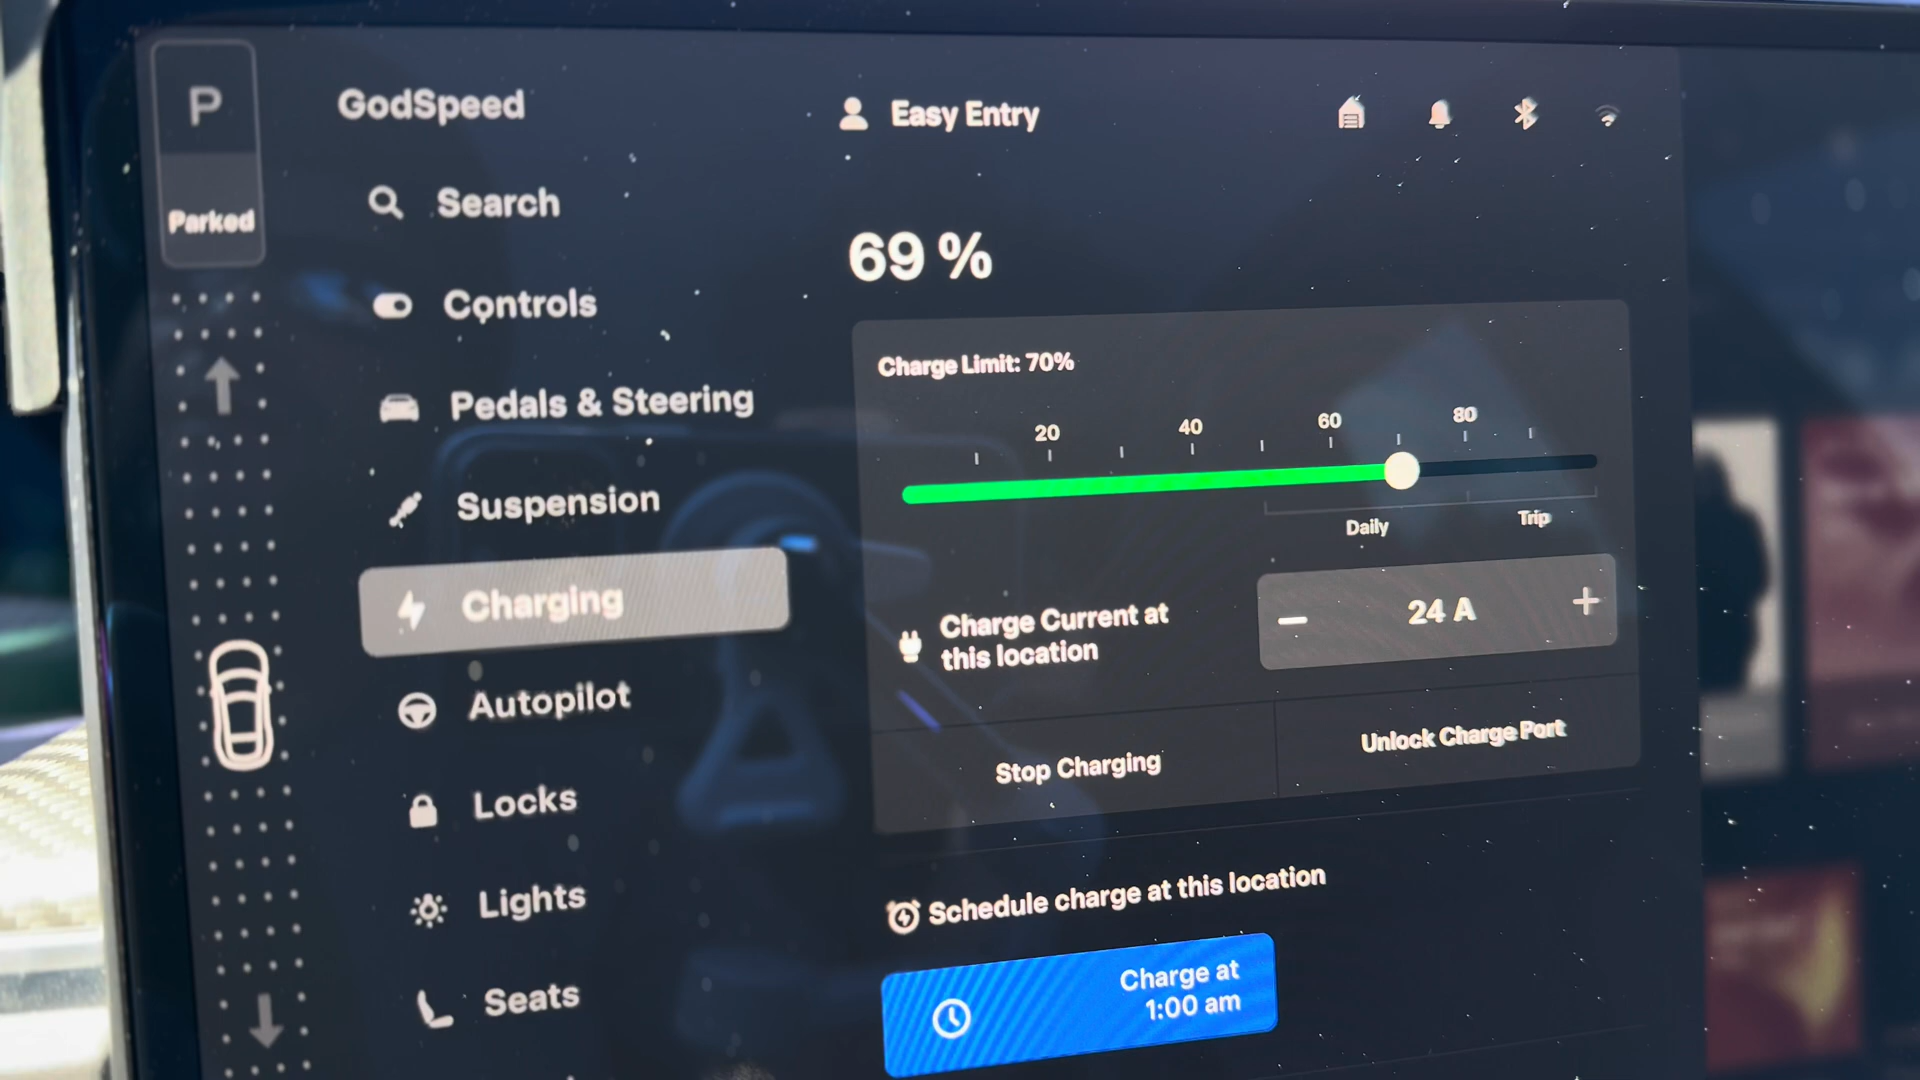 P
Parked
GodSpeed
Easy Entry
Search
Controls
Pedals & Steering
Suspension
Charging
Autopilot
Locks
Lights
Seats
69 %
Charge Limit: 70%
20 40 60 80
Daily Trip
Charge Current at
this location
24 A
Stop Charging
Unlock Charge Port
Schedule charge at this location
Charge at
1:00 am